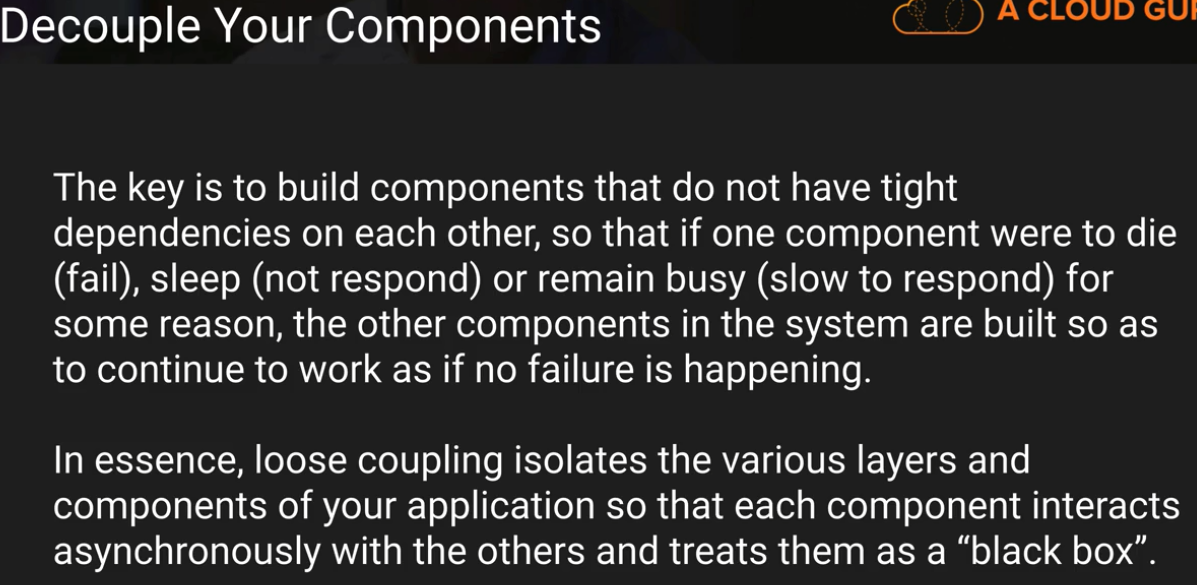 Decouple Your Components
A CLOUD
The key is to build components that do not have tight
dependencies on each other, so that if one component were to die
(fail), sleep (not respond) or remain busy (slow to respond) for
some reason, the other components in the system are built so as
to continue to work as if no failure is happening.
In essence, loose coupling isolates the various layers and
components of your application so that each component interacts
asynchronously with the others and treats them as a “black box”.